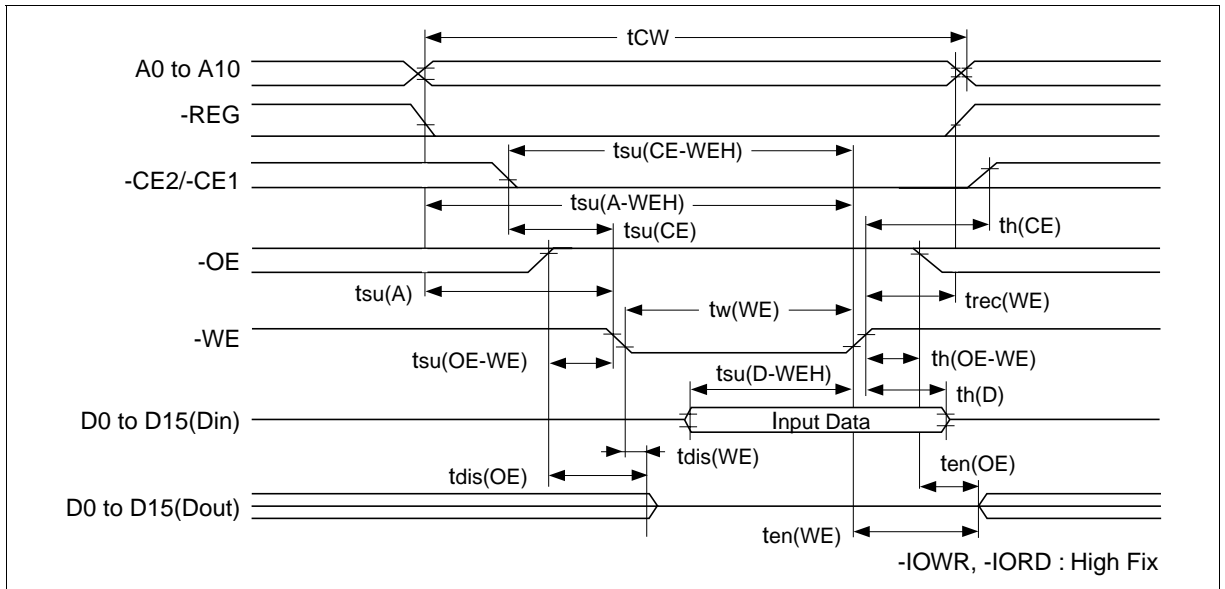 tCW
A0 to A10
-REG
tsu(CE-WEH)
-CE2/-CE1
tsu(A-WEH)
tsu(CE)
th(CE)
-OE
tsu(A)
tw(WE)
trec(WE)
-WE
tsu(OE-WE)
th(OE-WE)
tsu(D-WEH)
th(D)
D0 to D15(Din)
Input Data
tdis(WE)
ten(OE)
tdis(OE)
D0 to D15(Dout)
ten(WE)
-IOWR, -IORD : High Fix